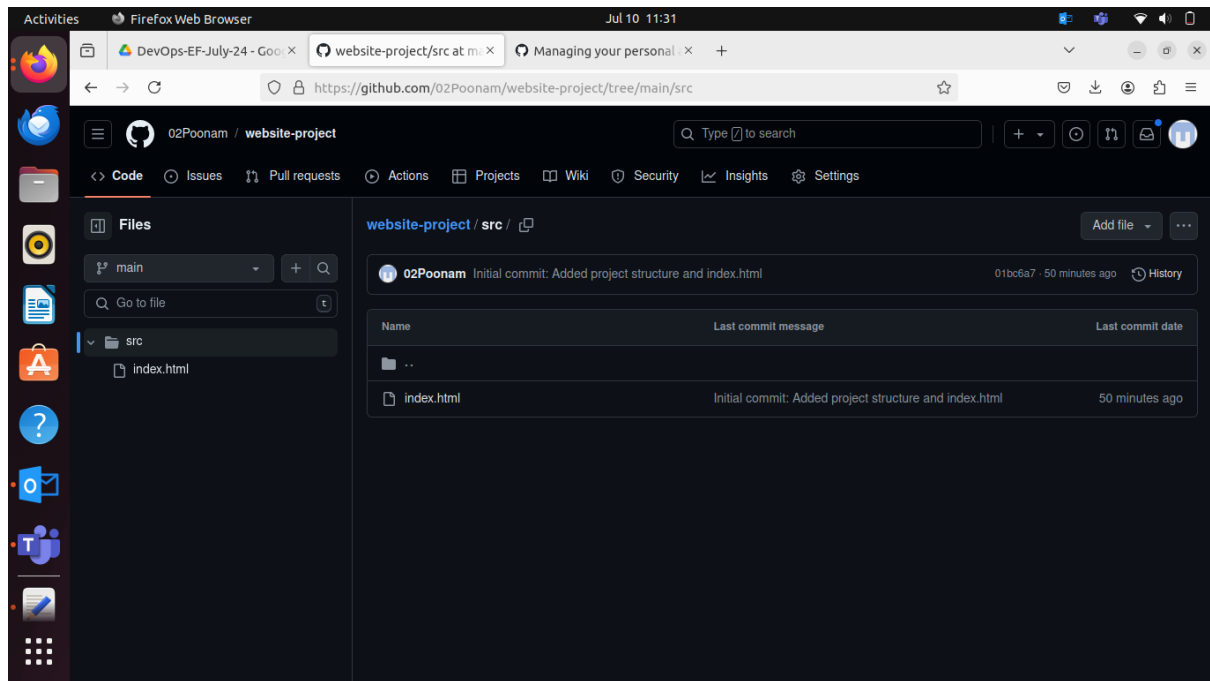 Activities Firefox Web Browser Jul 10 11:31
DevOps-EF-July-24 - Goo × website-project/src at ma × Managing your personal a × +
https://github.com/02Poonam/website-project/tree/main/src
02Poonam / website-project Type / to search
<> Code Issues Pull requests Actions Projects Wiki Security Insights Settings
Files website-project / src / Add file ...
main
02Poonam Initial commit: Added project structure and index.html 01bc6a7 · 50 minutes ago History
Go to file t
Name Last commit message Last commit date
src
..
index.html
index.html Initial commit: Added project structure and index.html 50 minutes ago